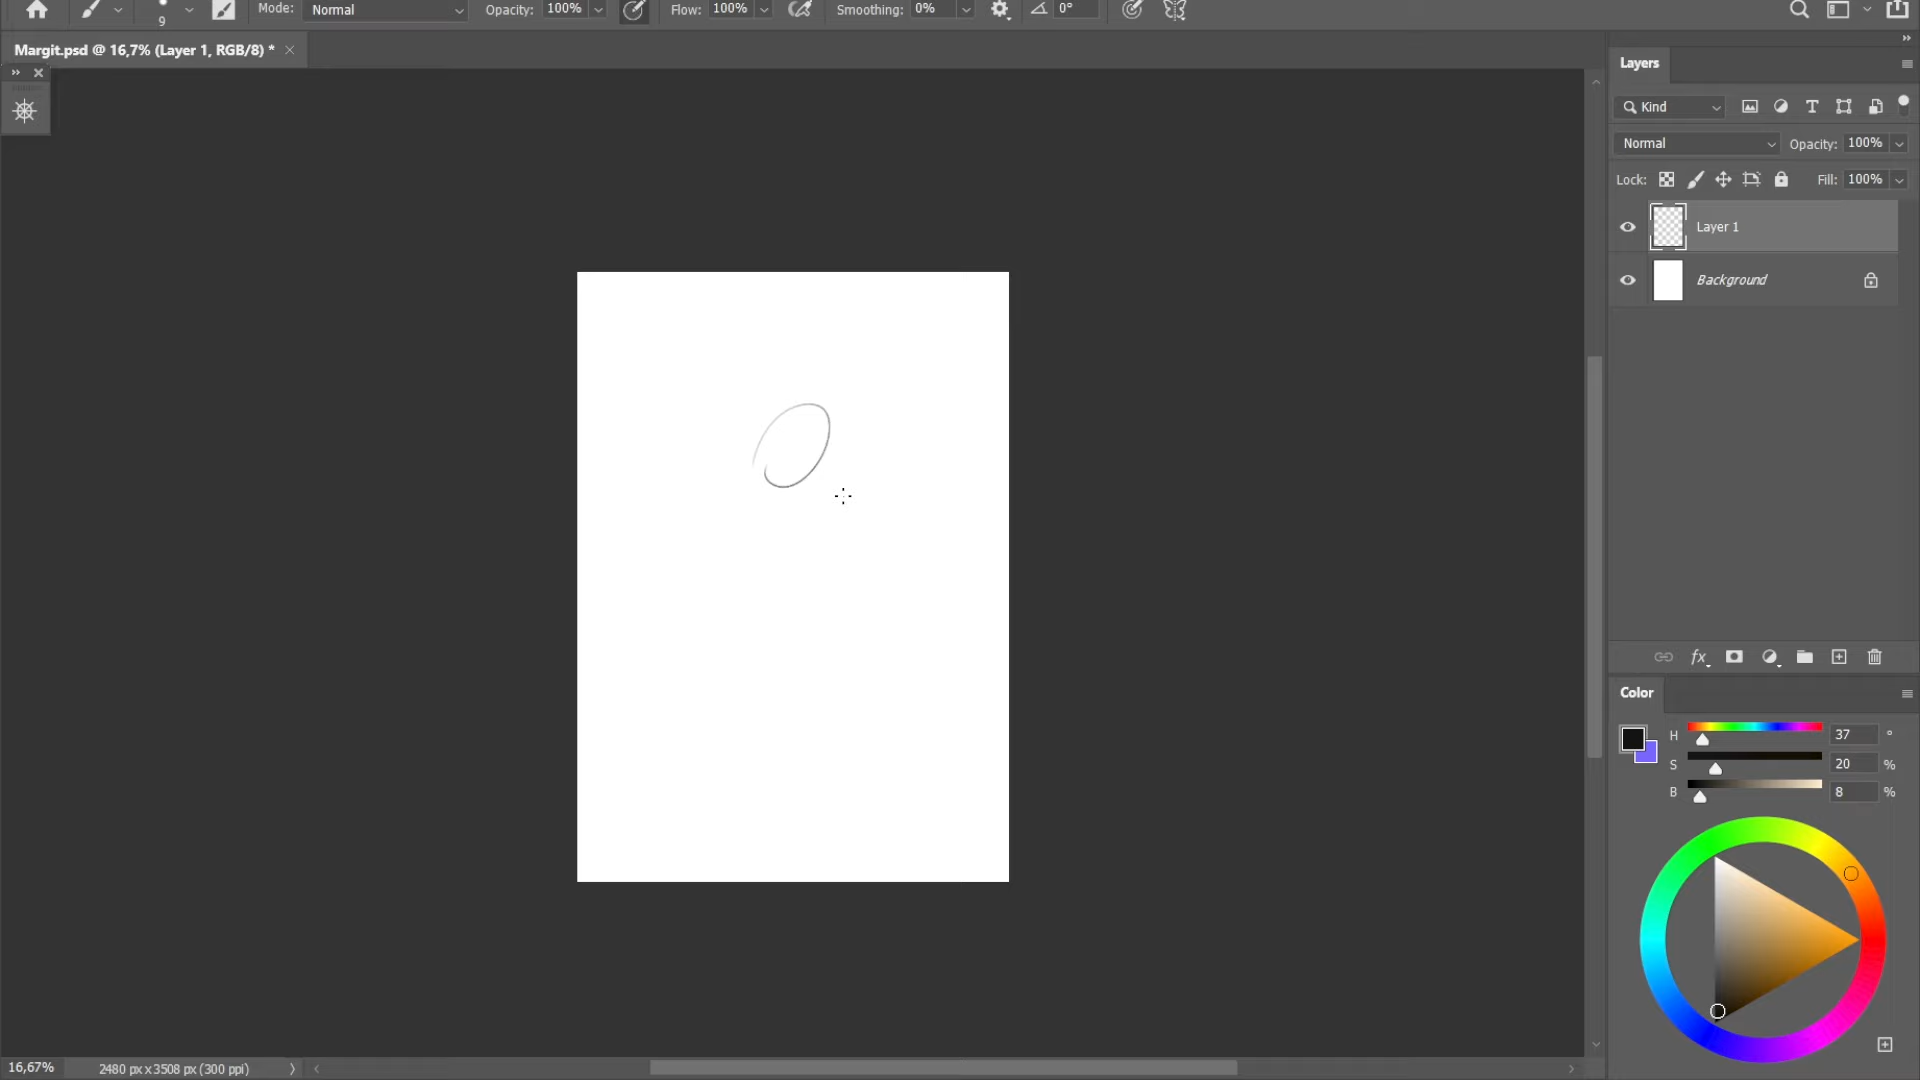 9 Mode: Normal Opacity: 100% Flow: 100% Smoothing: 0% 0°
Margit.psd @ 16,7% (Layer 1, RGB/8) *
Layers
Kind
Normal Opacity: 100%
Lock: Fill: 100%
Layer 1
Background
fx
Color
H 37 °
S 20 %
B 8 %
16,67% 2480 px x 3508 px (300 ppi)